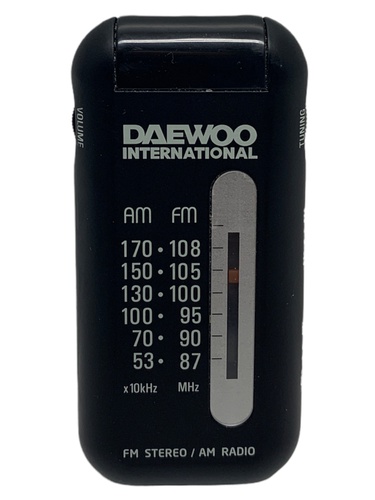 VOLUME
TUNING
DAEWOO
INTERNATIONAL
AM FM
170 • 108
150 • 105
130 • 100
100 • 95
70 • 90
53 • 87
x10kHz MHz
FM STEREO / AM RADIO